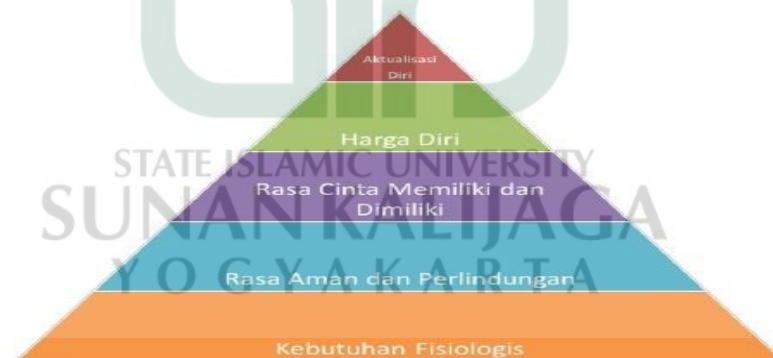 Aktualisasi
Diri
Harga Diri
STATE ISLAMIC UNIVERSITY
Rasa Cinta Memiliki dan
Dimiliki
SUNAN KALIJAGA
Rasa Aman dan Perlindungan
YOGYAKARTA
Kebutuhan Fisiologis